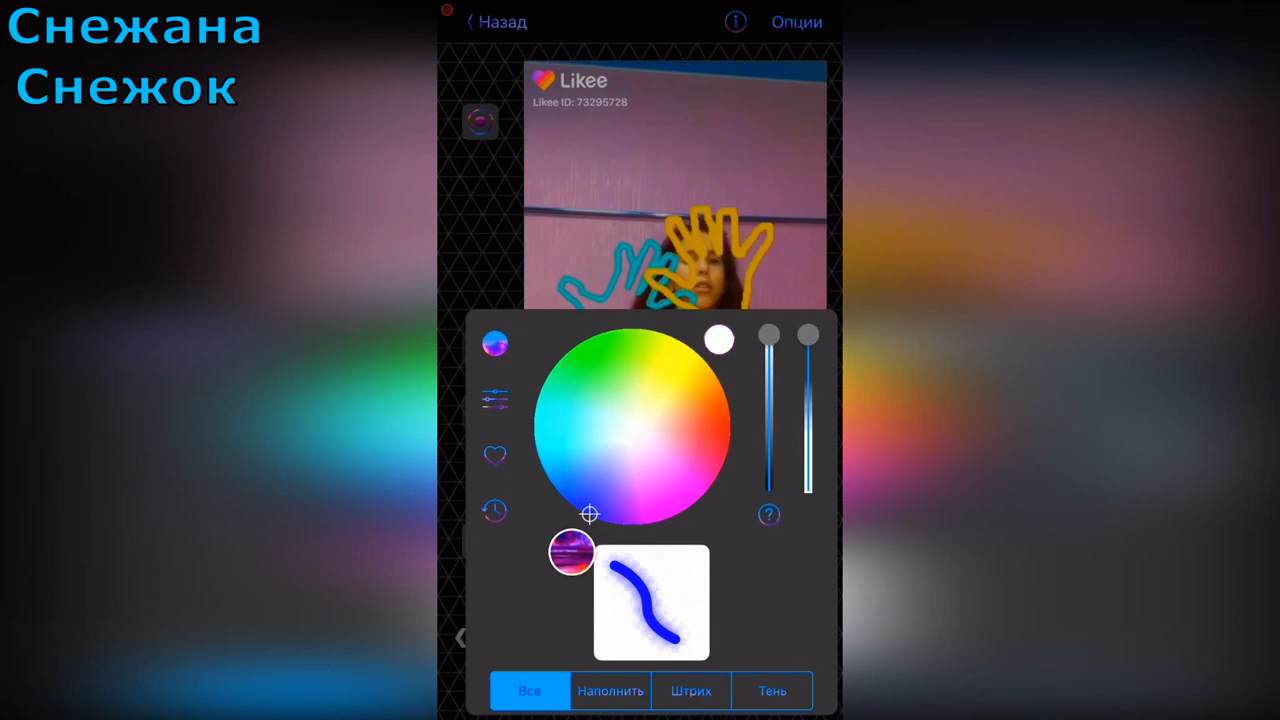 Снежана
Снежок
Назад
Опции
Likee
Likee ID: 73295728
Все
Наполнить
Штрих
Тень